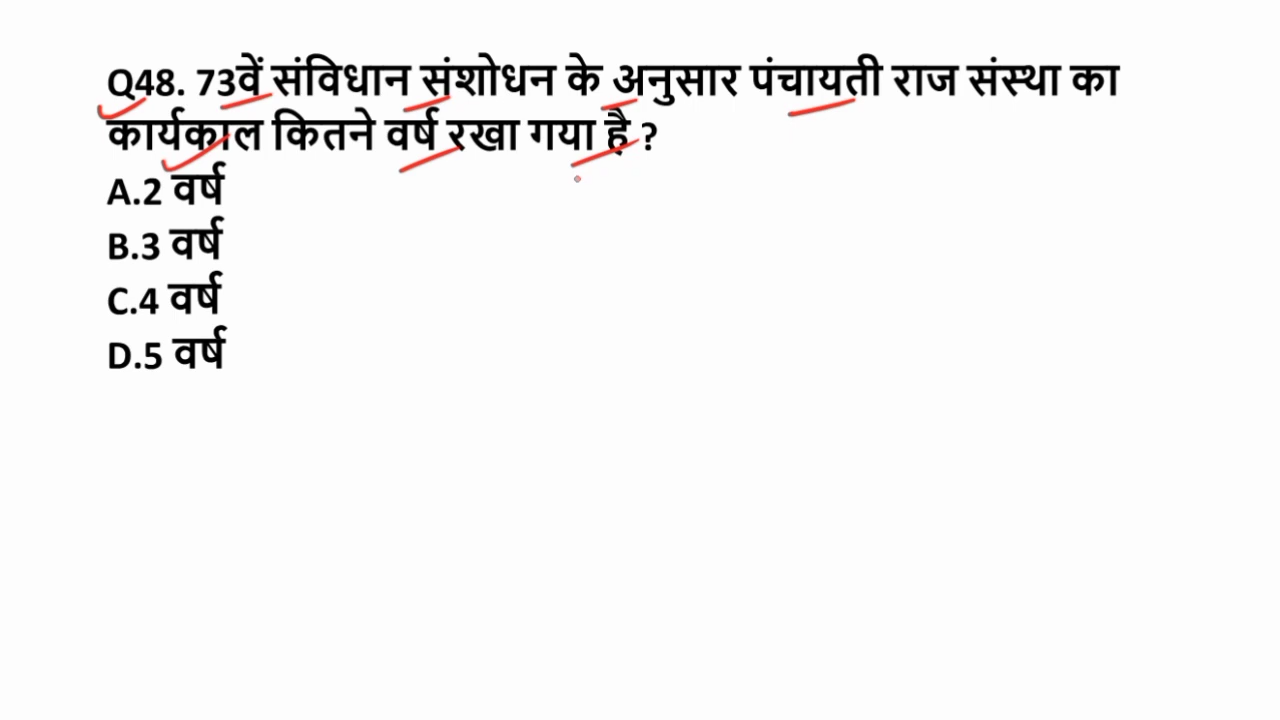 Q48. 73वें संविधान संशोधन के अनुसार पंचायती राज संस्था का
कार्यकाल कितने वर्ष रखा गया है ?
A.2 वर्ष
B.3 वर्ष
C.4 वर्ष
D.5 वर्ष